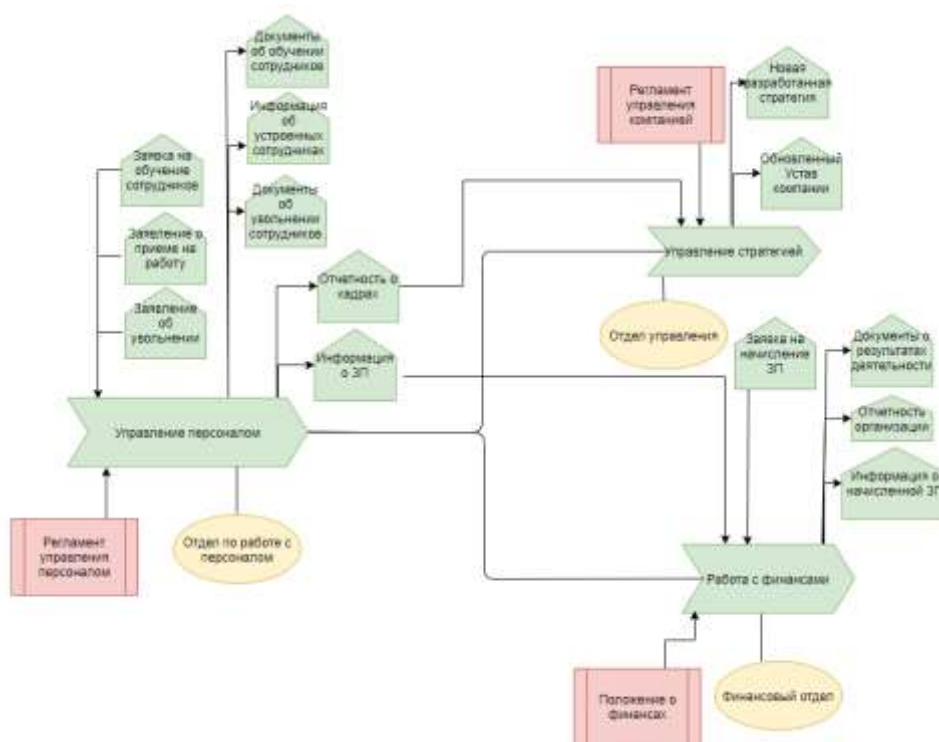 Документы
об обучении
сотрудников
Информация
об
устроенных
сотрудниках
Документы
об
увольнении
сотрудников
Заявка на
обучение
сотрудников
Заявление о
приеме на
работу
Заявление
об
увольнении
Отчетность о
кадрах
Информация
о ЗП
Управление персоналом
Регламент
управления
персоналом
Отдел по работе с
персоналом
Регламент
управления
компанией
Новая
разработанная
стратегия
Обновленный
Устав
компании
Управление стратегией
Отдел управления
Заявка на
начисление
ЗП
Документы о
результатах
деятельности
Отчетность
организации
Информация о
начисленной ЗП
Работа с финансами
Положение о
финансах
Финансовый отдел